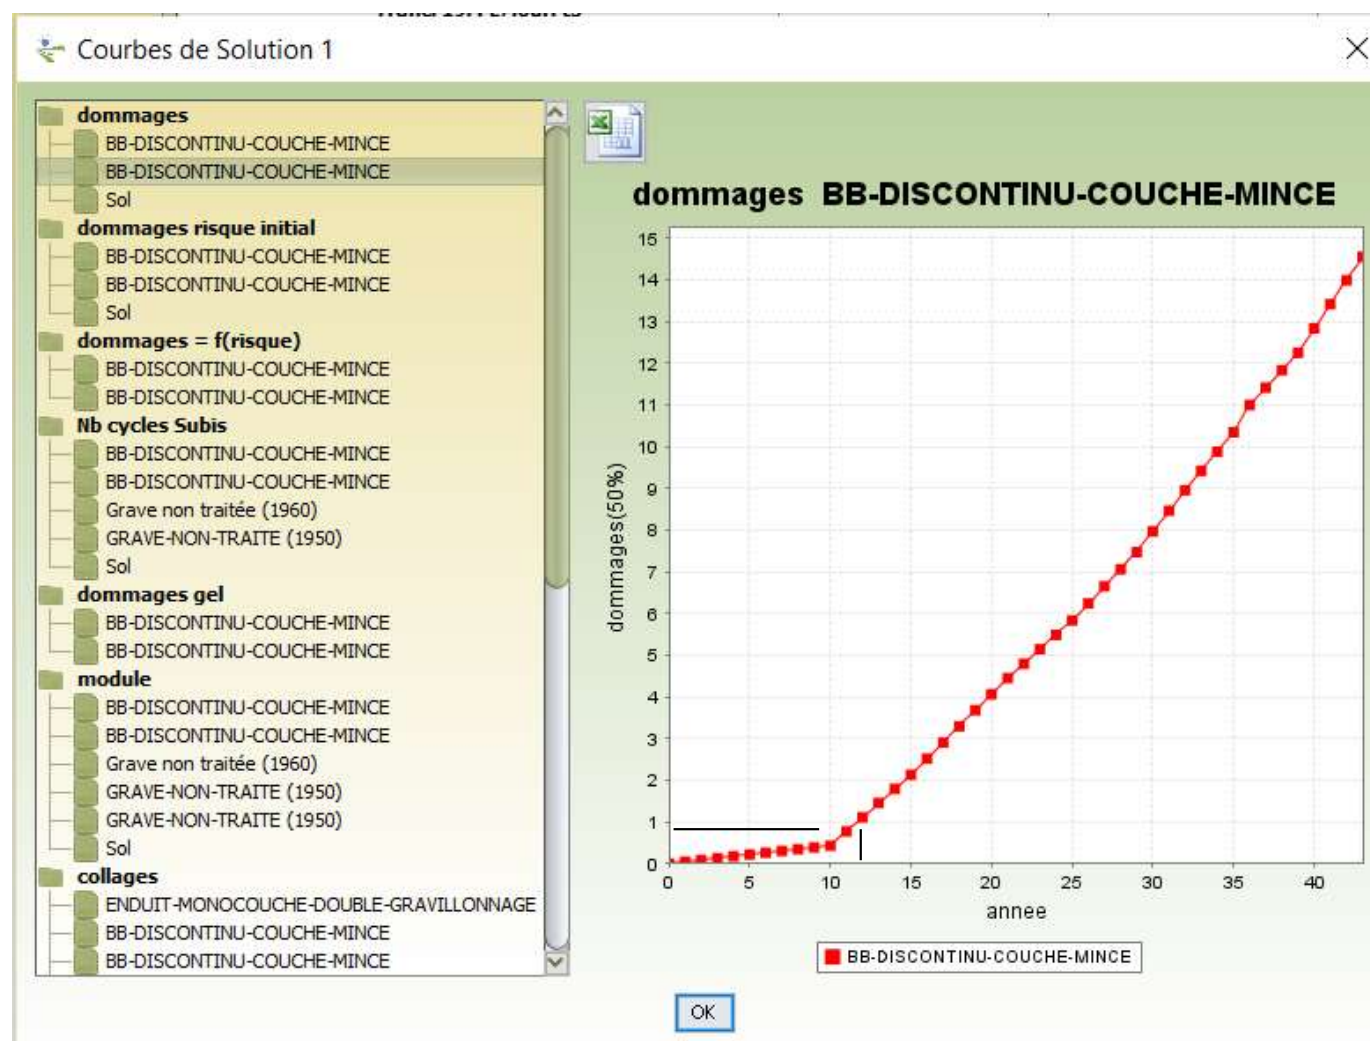 Courbes de Solution 1
dommages
BB-DISCONTINU-COUCHE-MINCE
BB-DISCONTINU-COUCHE-MINCE
Sol
dommages risque initial
BB-DISCONTINU-COUCHE-MINCE
BB-DISCONTINU-COUCHE-MINCE
Sol
dommages = f(risque)
BB-DISCONTINU-COUCHE-MINCE
BB-DISCONTINU-COUCHE-MINCE
Nb cycles Subis
BB-DISCONTINU-COUCHE-MINCE
BB-DISCONTINU-COUCHE-MINCE
Grave non traitée (1960)
GRAVE-NON-TRAITE (1950)
Sol
dommages gel
BB-DISCONTINU-COUCHE-MINCE
BB-DISCONTINU-COUCHE-MINCE
module
BB-DISCONTINU-COUCHE-MINCE
BB-DISCONTINU-COUCHE-MINCE
Grave non traitée (1960)
GRAVE-NON-TRAITE (1950)
GRAVE-NON-TRAITE (1950)
Sol
collages
ENDUIT-MONOCOUCHE-DOUBLE-GRAVILLONNAGE
BB-DISCONTINU-COUCHE-MINCE
BB-DISCONTINU-COUCHE-MINCE
dommages BB-DISCONTINU-COUCHE-MINCE
dommages(50%)
15
14
13
12
11
10
9
8
7
6
5
4
3
2
1
0
0 5 10 15 20 25 30 35 40
annee
BB-DISCONTINU-COUCHE-MINCE
OK